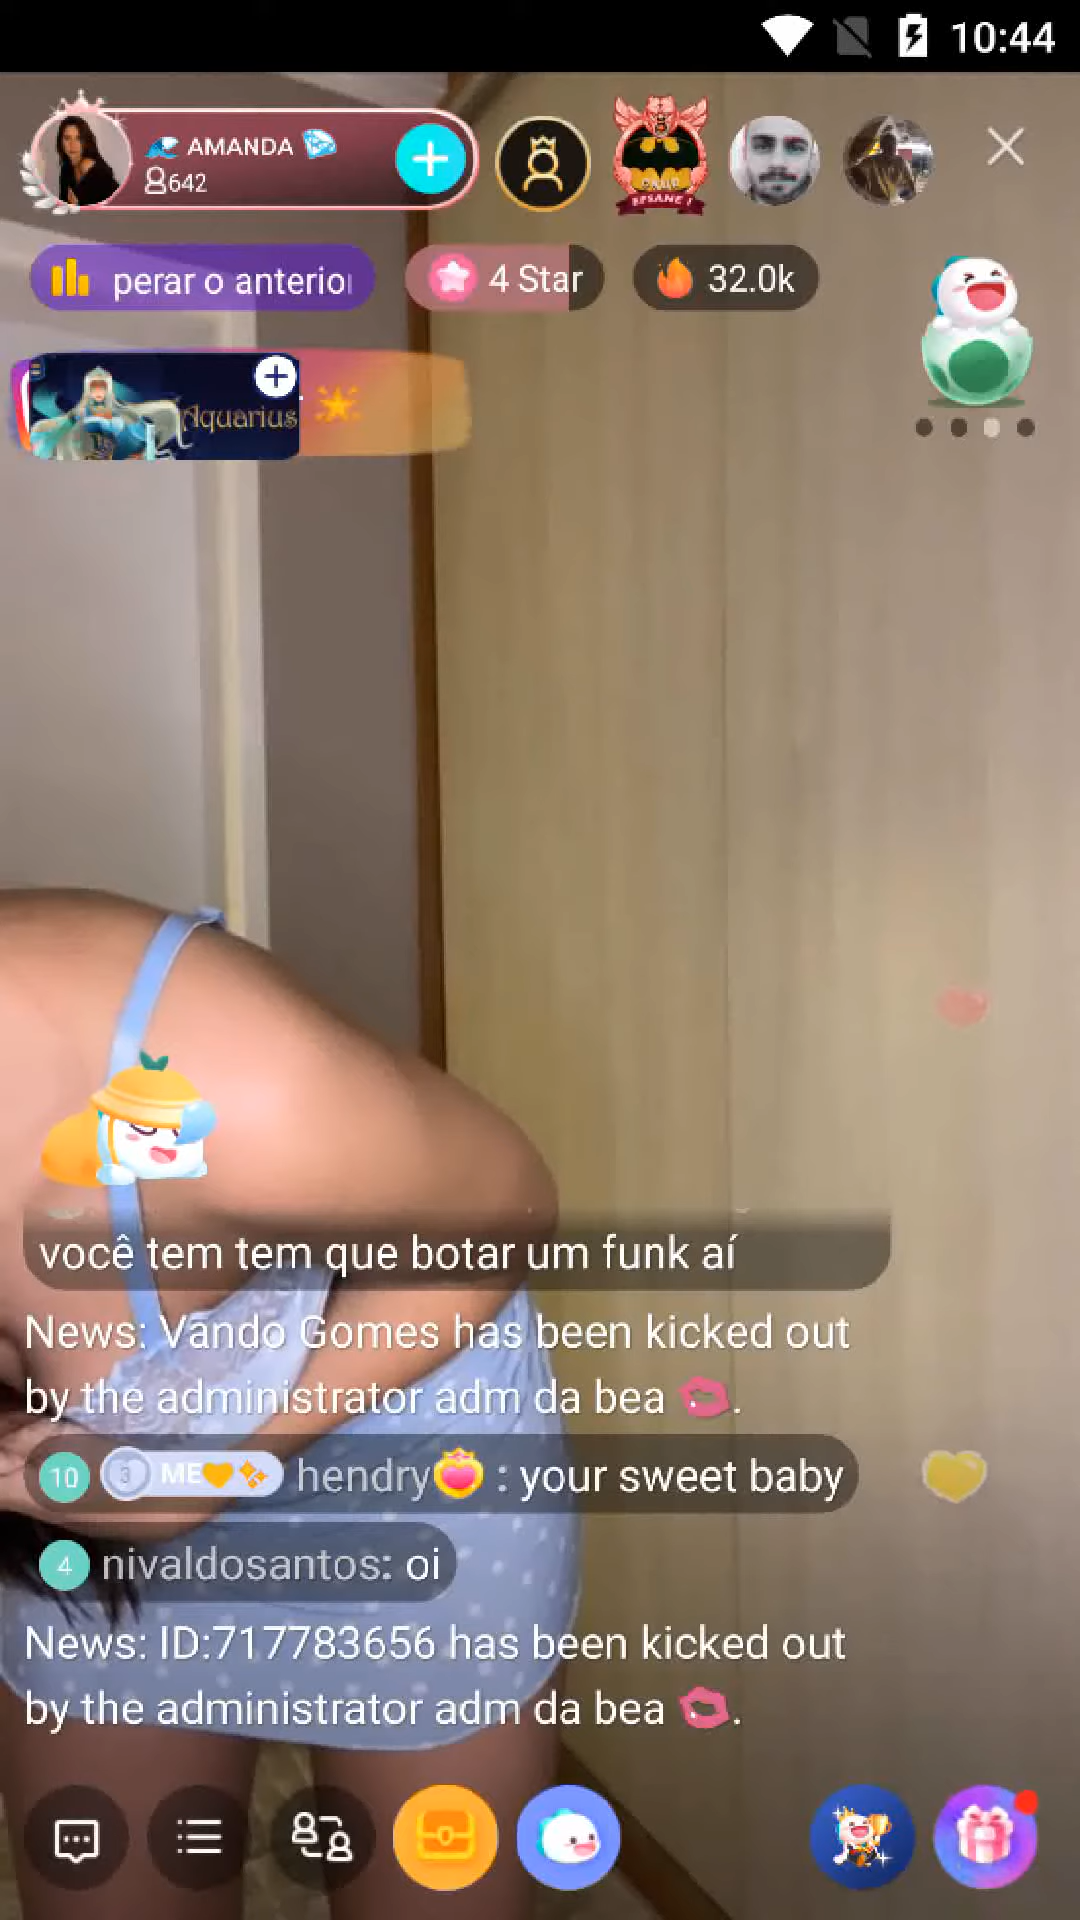 10:44
AMANDA
642
perar o anterio
4 Star
32.0k
Aquarius
EFSANE !
você tem tem que botar um funk aí
News: Vando Gomes has been kicked out
by the administrator adm da bea 💋.
10 3 ME💛✨ hendry : your sweet baby
4 nivaldosantos: oi
News: ID:717783656 has been kicked out
by the administrator adm da bea 💋.